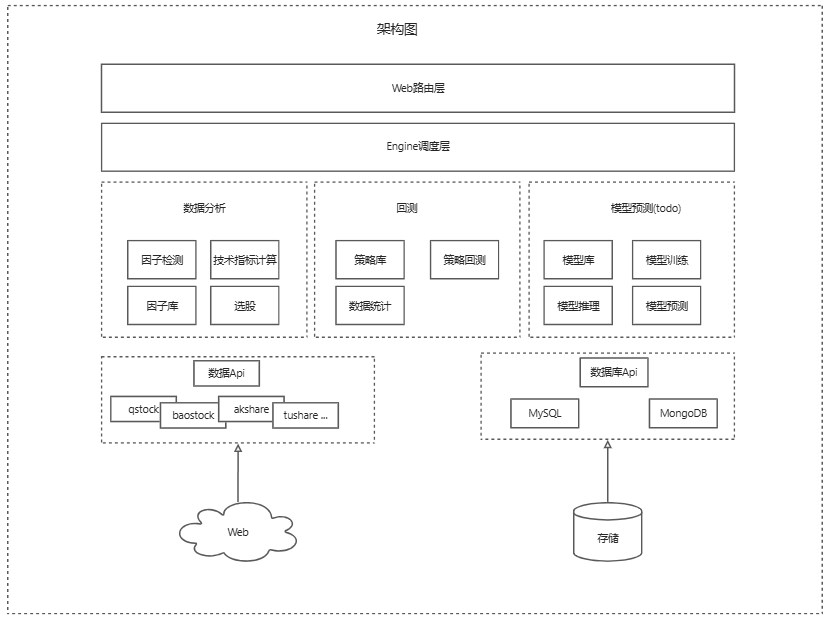 架构图
Web路由层
Engine调度层
数据分析
因子检测
技术指标计算
因子库
选股
回测
策略库
策略回测
数据统计
模型预测(todo)
模型库
模型训练
模型推理
模型预测
数据Api
qstock
baostock
akshare
tushare ...
数据库Api
MySQL
MongoDB
Web
存储